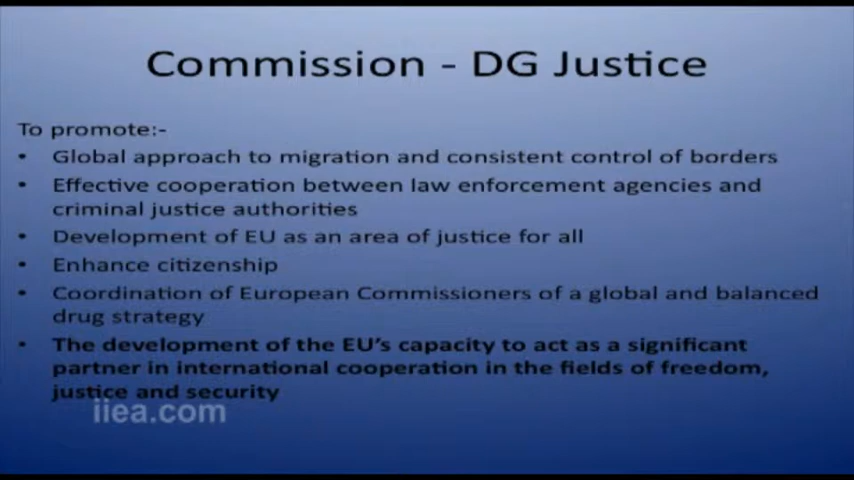 Commission - DG Justice
To promote:-
• Global approach to migration and consistent control of borders
• Effective cooperation between law enforcement agencies and
criminal justice authorities
• Development of EU as an area of justice for all
• Enhance citizenship
• Coordination of European Commissioners of a global and balanced
drug strategy
• The development of the EU's capacity to act as a significant
partner in international cooperation in the fields of freedom,
justice and security
iiea.com